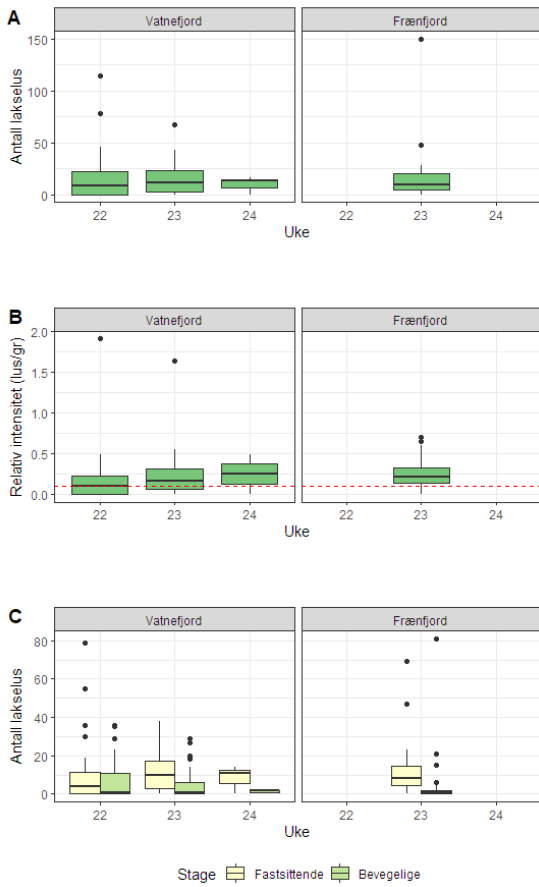 A
Vatnefjord Frænfjord
Antall lakselus
150
100
50
0
22 23 24 22 23 24
Uke
B
Vatnefjord Frænfjord
Relativ intensitet (lus/gr)
2.0
1.5
1.0
0.5
0.0
22 23 24 22 23 24
Uke
C
Vatnefjord Frænfjord
Antall lakselus
80
60
40
20
0
22 23 24 22 23 24
Uke
Stage Fastsittende Bevegelige